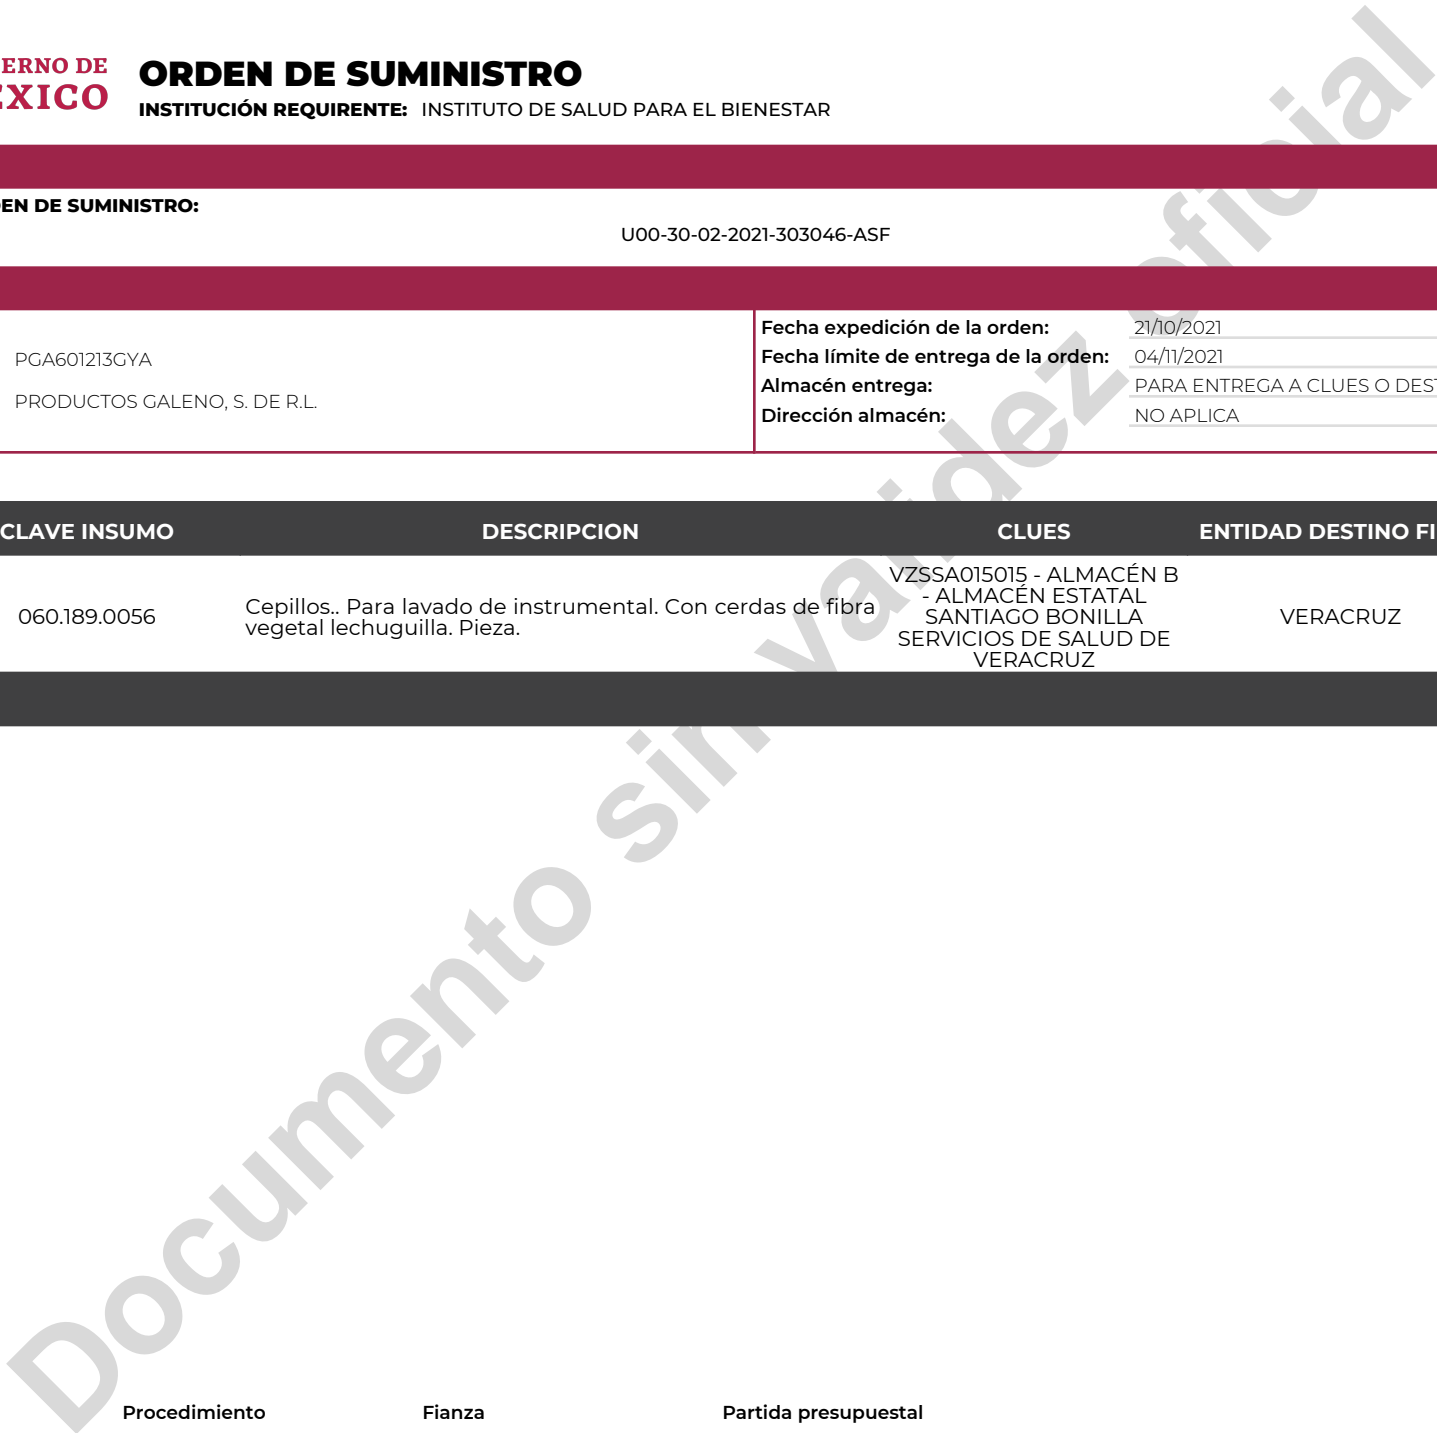 ERNO DE
ÉXICO
ORDEN DE SUMINISTRO
INSTITUCIÓN REQUIRENTE: INSTITUTO DE SALUD PARA EL BIENESTAR
EN DE SUMINISTRO:
U00-30-02-2021-303046-ASF
PGA601213GYA
PRODUCTOS GALENO, S. DE R.L.
Fecha expedición de la orden: 21/10/2021
Fecha límite de entrega de la orden: 04/11/2021
Almacén entrega: PARA ENTREGA A CLUES O DEST
Dirección almacén: NO APLICA
CLAVE INSUMO DESCRIPCION CLUES ENTIDAD DESTINO FI
060.189.0056
Cepillos.. Para lavado de instrumental. Con cerdas de fibra
vegetal lechuguilla. Pieza.
VZSSA015015 - ALMACÉN B
- ALMACÉN ESTATAL
SANTIAGO BONILLA
SERVICIOS DE SALUD DE
VERACRUZ
VERACRUZ
Documento sin validez oficial
Procedimiento Fianza Partida presupuestal